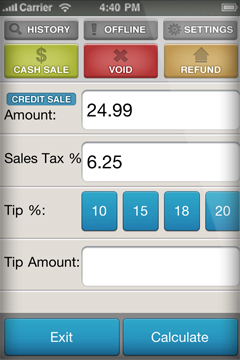 Carrier 4:40 PM
HISTORY ! OFFLINE SETTINGS
$ CASH SALE VOID REFUND
CREDIT SALE
Amount: 24.99
Sales Tax % 6.25
Tip %: 10 15 18 20
Tip Amount:
Exit Calculate